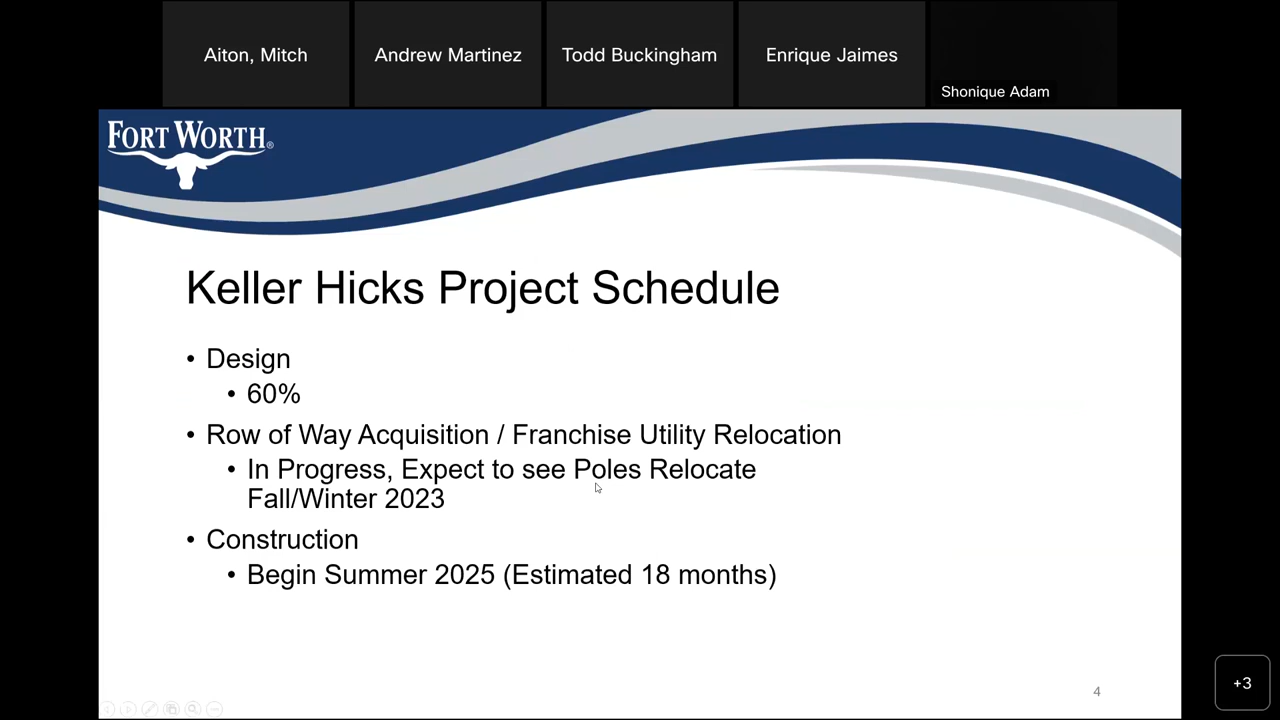 Aiton, Mitch
Andrew Martinez
Todd Buckingham
Enrique Jaimes
Shonique Adam
FORT WORTH®
Keller Hicks Project Schedule
• Design
• 60%
• Row of Way Acquisition / Franchise Utility Relocation
• In Progress, Expect to see Poles Relocate
Fall/Winter 2023
• Construction
• Begin Summer 2025 (Estimated 18 months)
4
+3